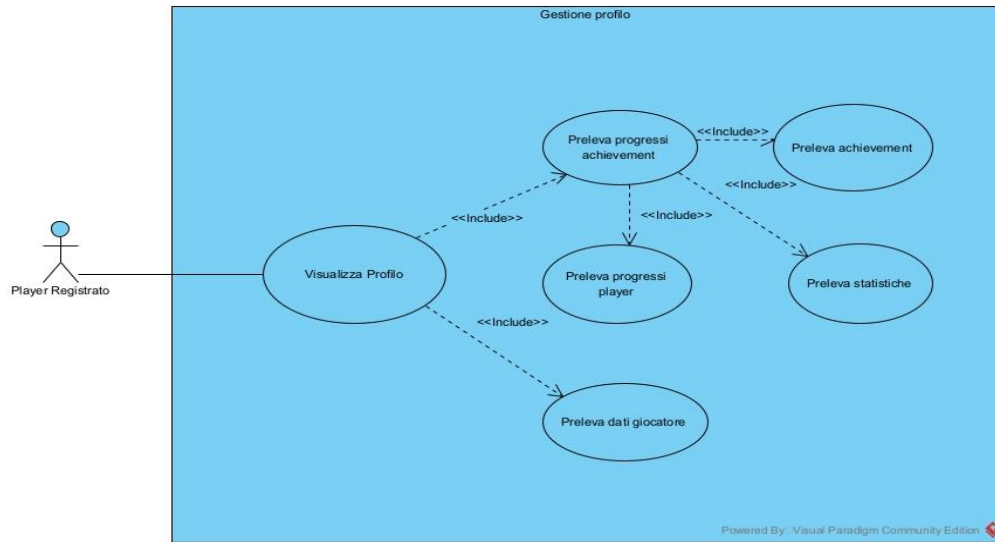 Gestione profilo
Preleva progressi
achievement
<<Include>>
Preleva achievement
<<Include>>
<<Include>>
<<Include>>
Player Registrato
Visualizza Profilo
Preleva progressi
player
Preleva statistiche
<<Include>>
Preleva dati giocatore
Powered By: Visual Paradigm Community Edition